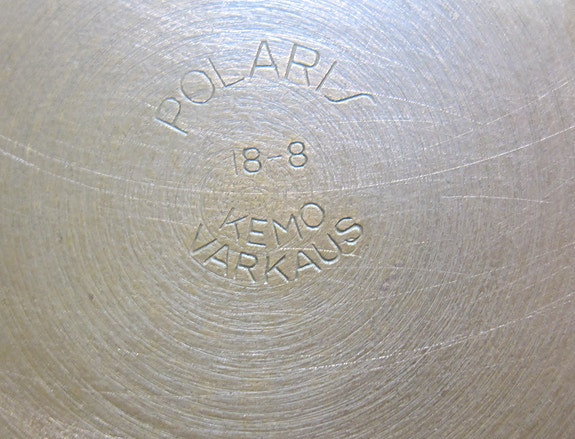 POLARIS
18-8
KEMO
VARKAUS